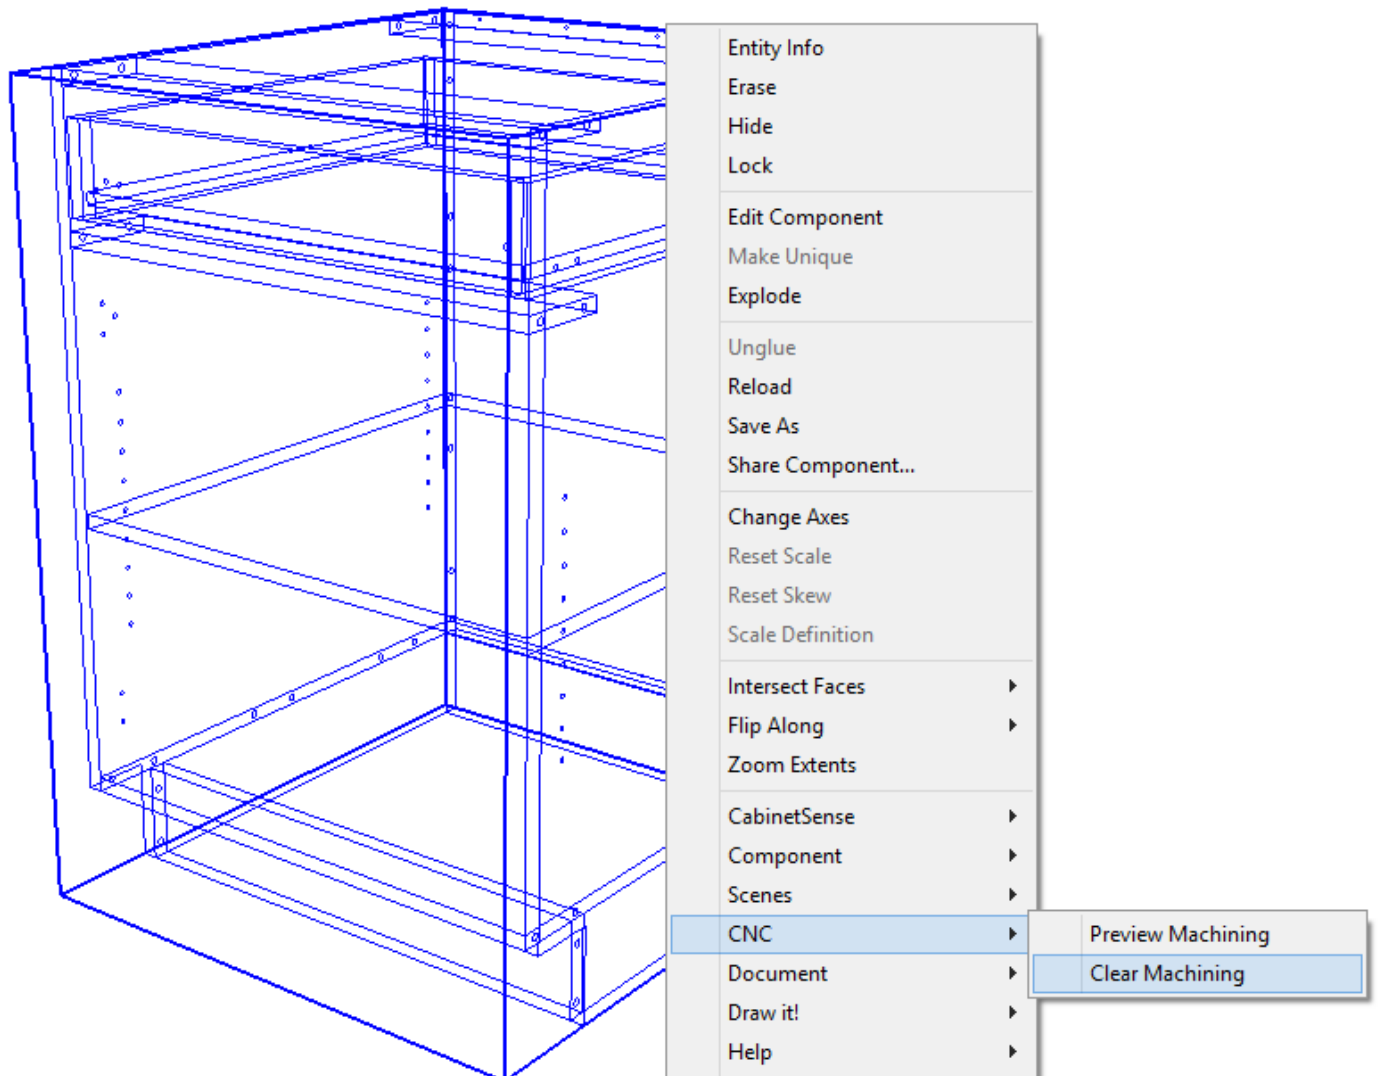 Entity Info
Erase
Hide
Lock
Edit Component
Make Unique
Explode
Unglue
Reload
Save As
Share Component...
Change Axes
Reset Scale
Reset Skew
Scale Definition
Intersect Faces
Flip Along
Zoom Extents
CabinetSense
Component
Scenes
CNC
Preview Machining
Clear Machining
Document
Draw it!
Help